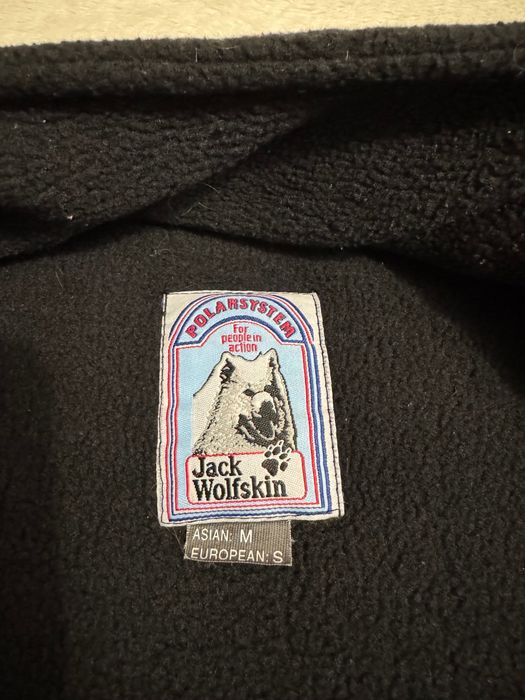 POLARSYSTEM
For
people in
action
Jack
Wolfskin
ASIAN: M
EUROPEAN: S